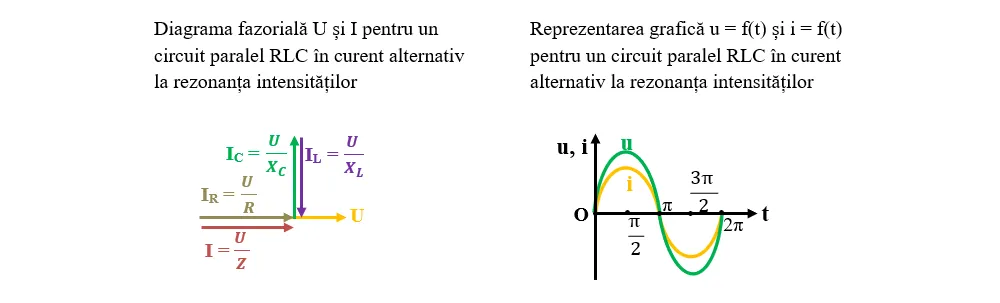 Diagrama fazorială U şi I pentru un
circuit paralel RLC în curent alternativ
la rezonanța intensităților
I_C = U/X_C
I_L = U/X_L
I_R = U/R
U
I = U/Z
Reprezentarea grafică u = f(t) și i = f(t)
pentru un circuit paralel RLC în curent
alternativ la rezonanța intensităților
u, i
u
i
O
π/2
π
3π/2
2π
t